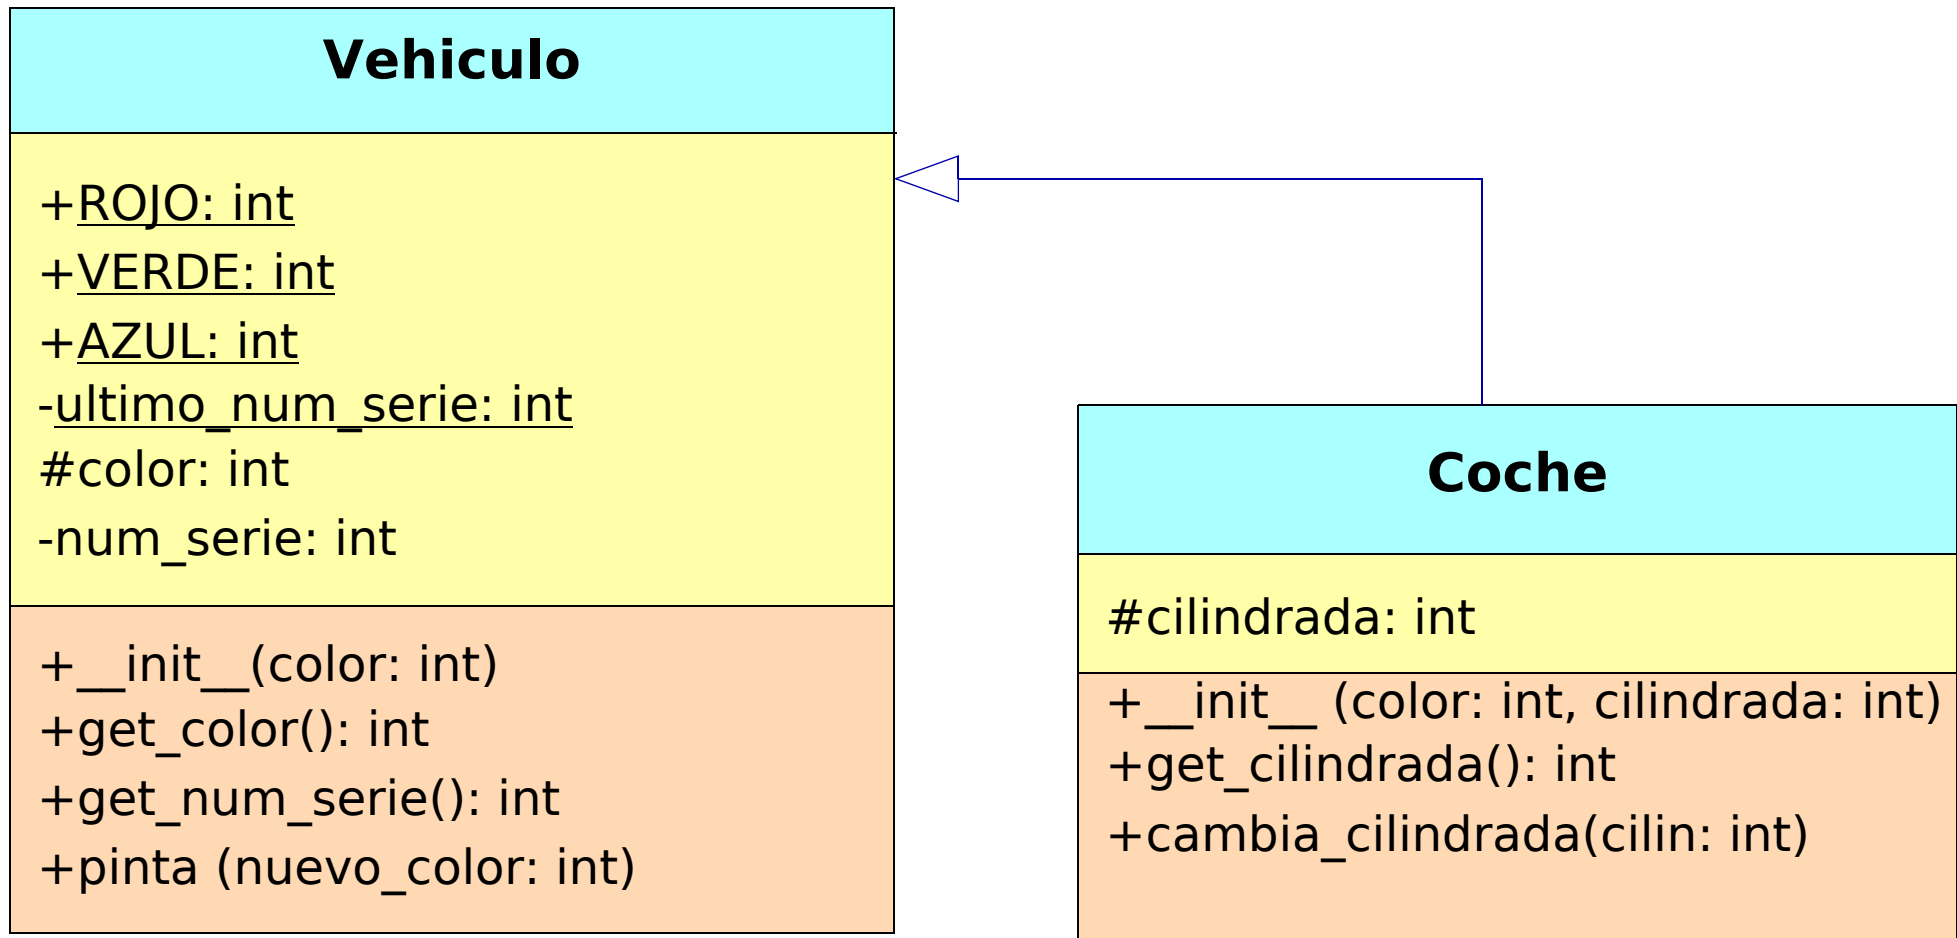 Vehiculo
+ROJO: int
+VERDE: int
+AZUL: int
-ultimo_num_serie: int
#color: int
-num_serie: int
+__init__(color: int)
+get_color(): int
+get_num_serie(): int
+pinta (nuevo_color: int)
Coche
#cilindrada: int
+__init__ (color: int, cilindrada: int)
+get_cilindrada(): int
+cambia_cilindrada(cilin: int)